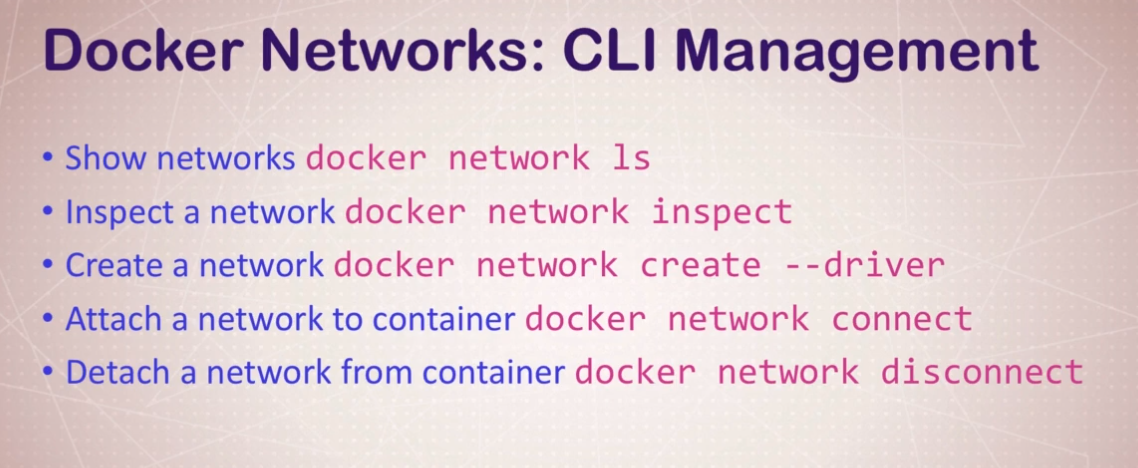 Docker Networks: CLI Management
• Show networks docker network ls
• Inspect a network docker network inspect
• Create a network docker network create --driver
• Attach a network to container docker network connect
• Detach a network from container docker network disconnect